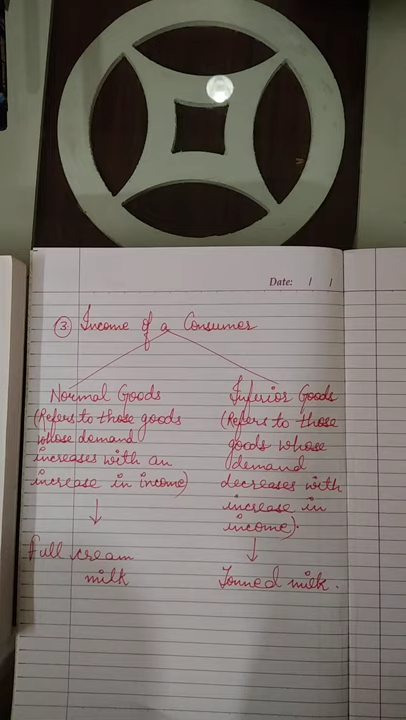 Date: / /
③ Income of a Consumer
Normal Goods
(Refers to those goods
whose demand
increases with an
increase in income)
Full cream
milk
Inferior Goods
(Refers to those
goods whose
demand
decreases with
increase in
income).
Tonned milk.